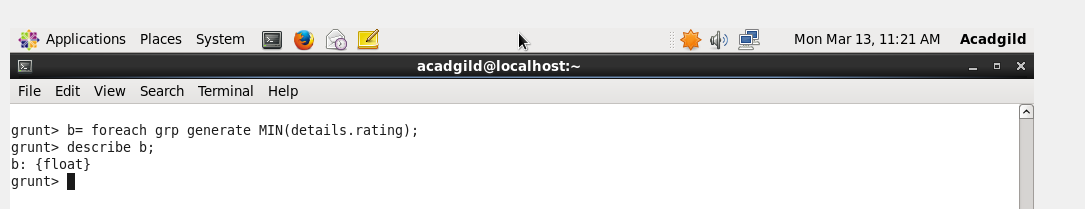 Applications Places System Mon Mar 13, 11:21 AM Acadgild
acadgild@localhost:~
File Edit View Search Terminal Help
grunt> b= foreach grp generate MIN(details.rating);
grunt> describe b;
b: {float}
grunt>